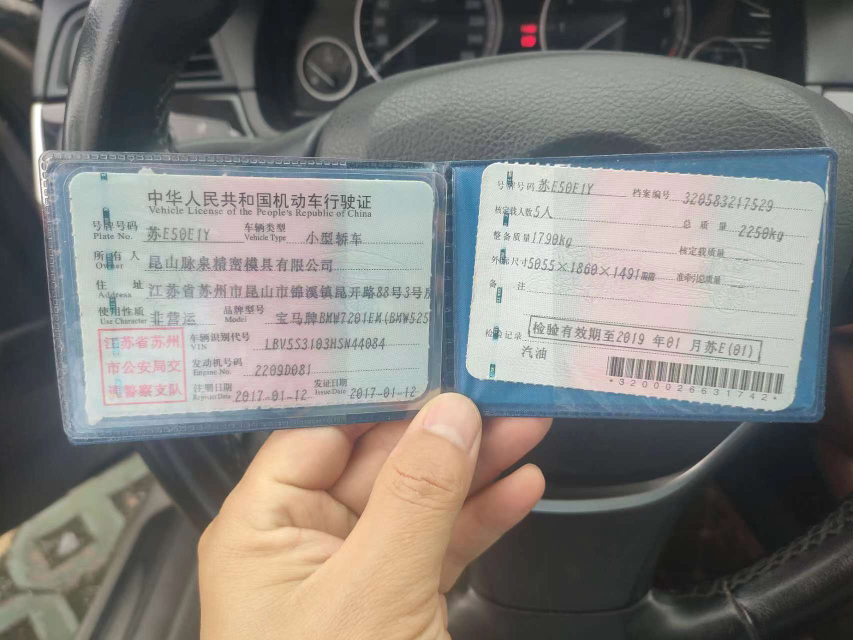 中华人民共和国机动车行驶证
Vehicle License of the People's Republic of China
号牌号码 苏E50E1Y 车辆类型 小型轿车
Plate No. Vehicle Type
所有人 昆山脉泉精密模具有限公司
Owner
住址 江苏省苏州市昆山市锦溪镇昆开路88号3号房
Address
使用性质 非营运 品牌型号 宝马牌BMW7201EM(BMW525
Use Character Model
江苏省苏州
市公安局交
通警察支队
车辆识别代号 LBV5S3103HSN44084
VIN
发动机号码 2209D081
Engine No.
注册日期 2017-01-12 发证日期 2017-01-12
Register Date Issue Date
号牌号码 苏E50E1Y 档案编号 320583217529
核定载人数 5人 总质量 2250kg
整备质量 1790kg 核定载质量 --
外廓尺寸 5055×1860×1491mm 准牵引总质量 --
备注
检验记录 检验有效期至2019年01月苏E(01)
汽油
*3200026631742*